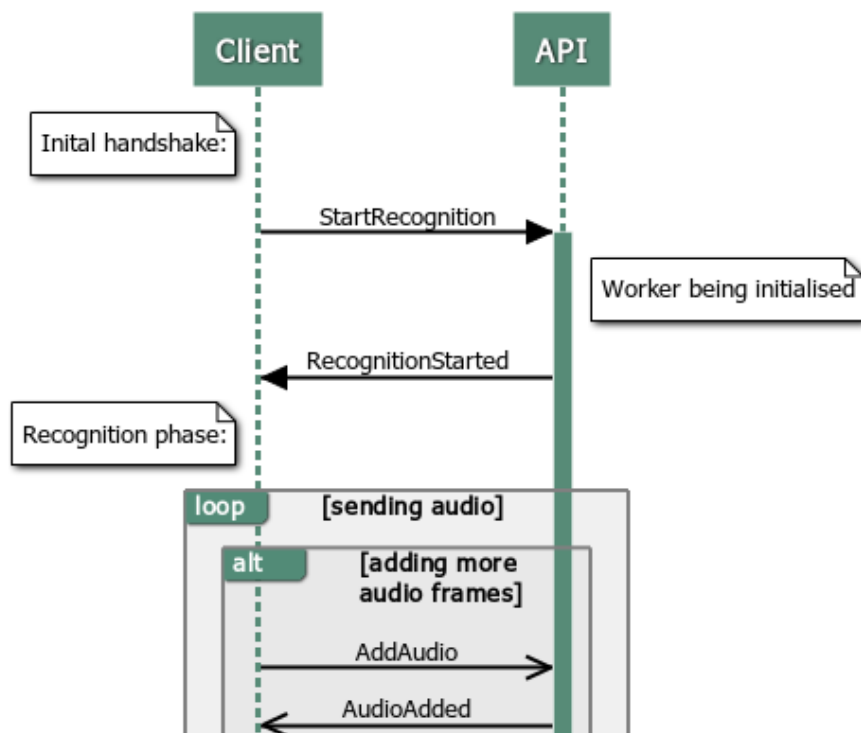 Client
API
Inital handshake:
StartRecognition
Worker being initialised
RecognitionStarted
Recognition phase:
loop
[sending audio]
alt
[adding more
audio frames]
AddAudio
AudioAdded